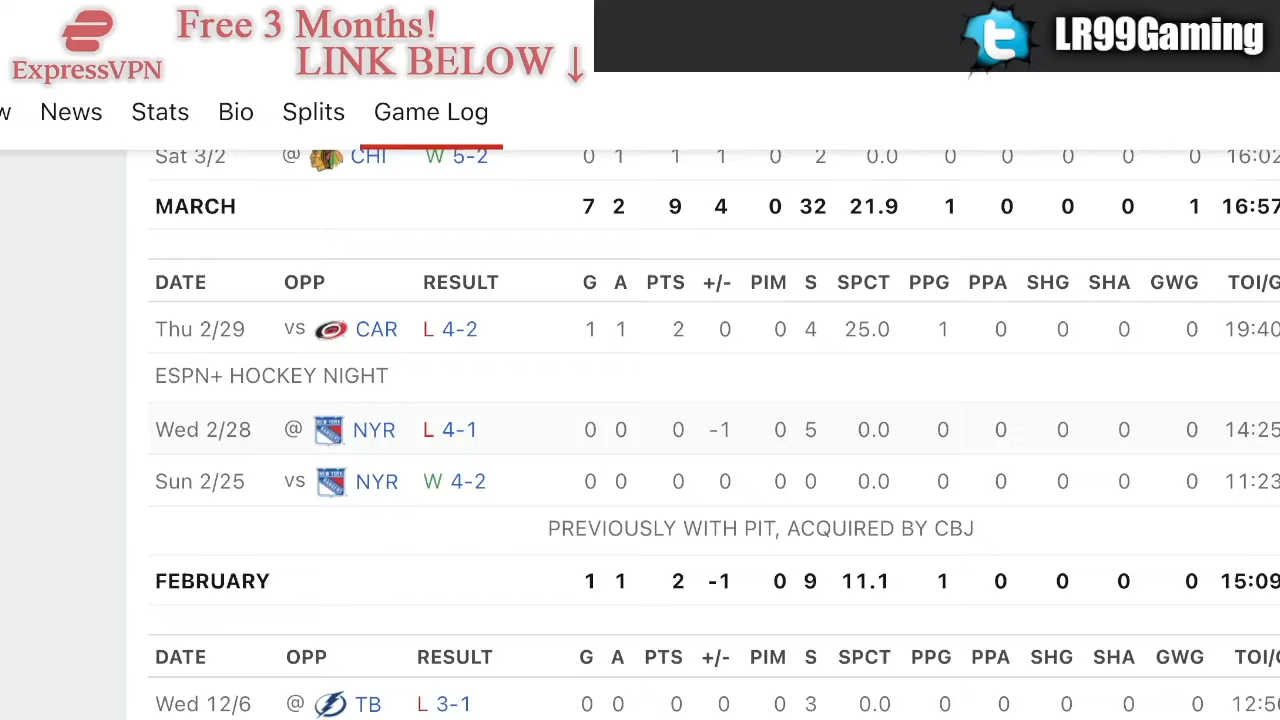 Free 3 Months!
LINK BELOW ↓
ExpressVPN
LR99Gaming
w News Stats Bio Splits Game Log
Sat 3/2 @ CHI W 5-2 0 1 1 1 0 2 0.0 0 0 0 0 0 16:02
MARCH 7 2 9 4 0 32 21.9 1 0 0 0 1 16:57
DATE OPP RESULT G A PTS +/- PIM S SPCT PPG PPA SHG SHA GWG TOI/G
Thu 2/29 vs CAR L 4-2 1 1 2 0 0 4 25.0 1 0 0 0 0 19:40
ESPN+ HOCKEY NIGHT
Wed 2/28 @ NYR L 4-1 0 0 0 -1 0 5 0.0 0 0 0 0 0 14:25
Sun 2/25 vs NYR W 4-2 0 0 0 0 0 0 0.0 0 0 0 0 0 11:23
PREVIOUSLY WITH PIT, ACQUIRED BY CBJ
FEBRUARY 1 1 2 -1 0 9 11.1 1 0 0 0 0 15:09
DATE OPP RESULT G A PTS +/- PIM S SPCT PPG PPA SHG SHA GWG TOI/G
Wed 12/6 @ TB L 3-1 0 0 0 0 0 3 0.0 0 0 0 0 0 12:56